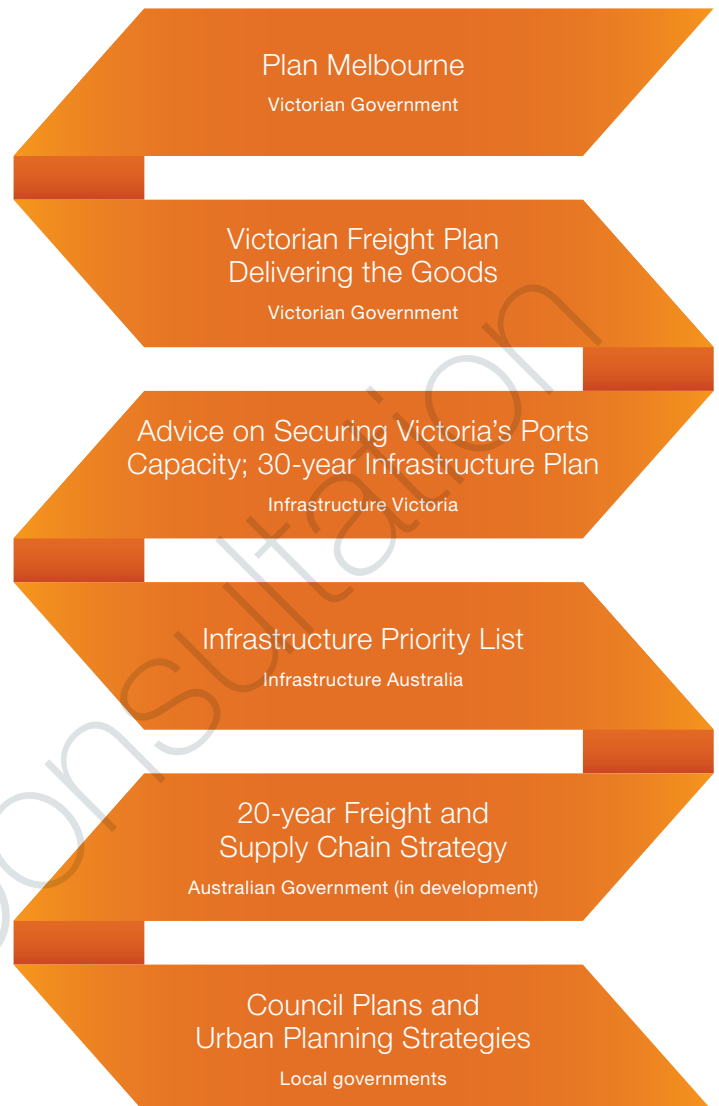 Plan Melbourne
Victorian Government
Victorian Freight Plan
Delivering the Goods
Victorian Government
Advice on Securing Victoria's Ports
Capacity; 30-year Infrastructure Plan
Infrastructure Victoria
Infrastructure Priority List
Infrastructure Australia
20-year Freight and
Supply Chain Strategy
Australian Government (in development)
Council Plans and
Urban Planning Strategies
Local governments